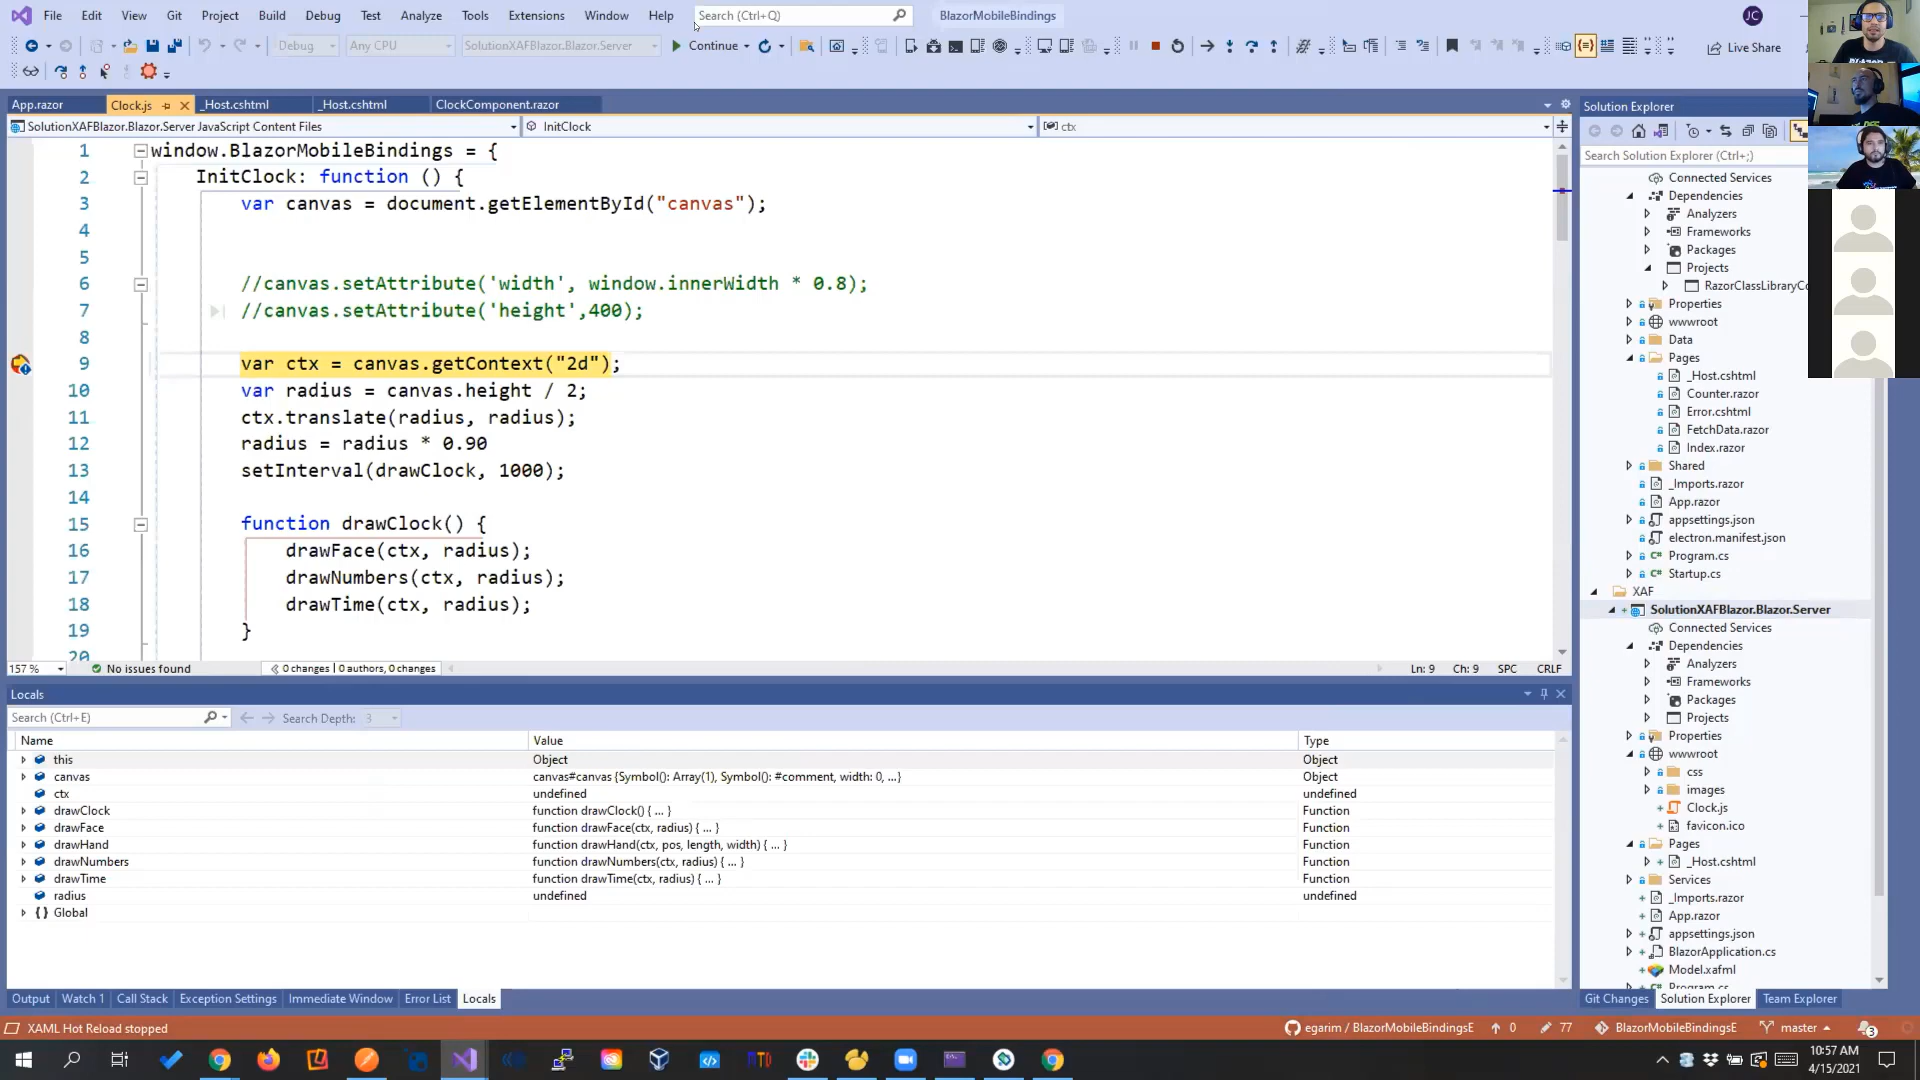 File Edit View Git Project Build Debug Test Analyze Tools Extensions Window Help Search (Ctrl+Q) BlazorMobileBindings JC
Debug Any CPU SolutionXAFBlazor.Blazor.Server Continue Live Share
App.razor Clock.js _Host.cshtml _Host.cshtml ClockComponent.razor
SolutionXAFBlazor.Blazor.Server JavaScript Content Files InitClock ctx
1 window.BlazorMobileBindings = {
2 InitClock: function () {
3 var canvas = document.getElementById("canvas");
4
5
6 //canvas.setAttribute('width', window.innerWidth * 0.8);
7 //canvas.setAttribute('height',400);
8
9 var ctx = canvas.getContext("2d");
10 var radius = canvas.height / 2;
11 ctx.translate(radius, radius);
12 radius = radius * 0.90
13 setInterval(drawClock, 1000);
14
15 function drawClock() {
16 drawFace(ctx, radius);
17 drawNumbers(ctx, radius);
18 drawTime(ctx, radius);
19 }
20
157 % No issues found 0 changes | 0 authors, 0 changes Ln: 9 Ch: 9 SPC CRLF
Locals
Search (Ctrl+E) Search Depth: 3
Name Value Type
this Object Object
canvas canvas#canvas {Symbol(): Array(1), Symbol(): #comment, width: 0, ...} Object
ctx undefined undefined
drawClock function drawClock() { ... } Function
drawFace function drawFace(ctx, radius) { ... } Function
drawHand function drawHand(ctx, pos, length, width) { ... } Function
drawNumbers function drawNumbers(ctx, radius) { ... } Function
drawTime function drawTime(ctx, radius) { ... } Function
radius undefined undefined
{} Global
Output Watch 1 Call Stack Exception Settings Immediate Window Error List Locals
Solution Explorer
Search Solution Explorer (Ctrl+;)
Connected Services
Dependencies
Analyzers
Frameworks
Packages
Projects
RazorClassLibraryCo
Properties
wwwroot
Data
Pages
_Host.cshtml
Counter.razor
Error.cshtml
FetchData.razor
Index.razor
Shared
_Imports.razor
App.razor
appsettings.json
electron.manifest.json
C# Program.cs
C# Startup.cs
XAF
SolutionXAFBlazor.Blazor.Server
Connected Services
Dependencies
Analyzers
Frameworks
Packages
Projects
Properties
wwwroot
css
images
Clock.js
favicon.ico
Pages
_Host.cshtml
Services
_Imports.razor
App.razor
appsettings.json
BlazorApplication.cs
Model.xafml
Program.cs
Git Changes Solution Explorer Team Explorer
XAML Hot Reload stopped egarim / BlazorMobileBindingsE 0 77 BlazorMobileBindingsE master 3
10:57 AM
4/15/2021